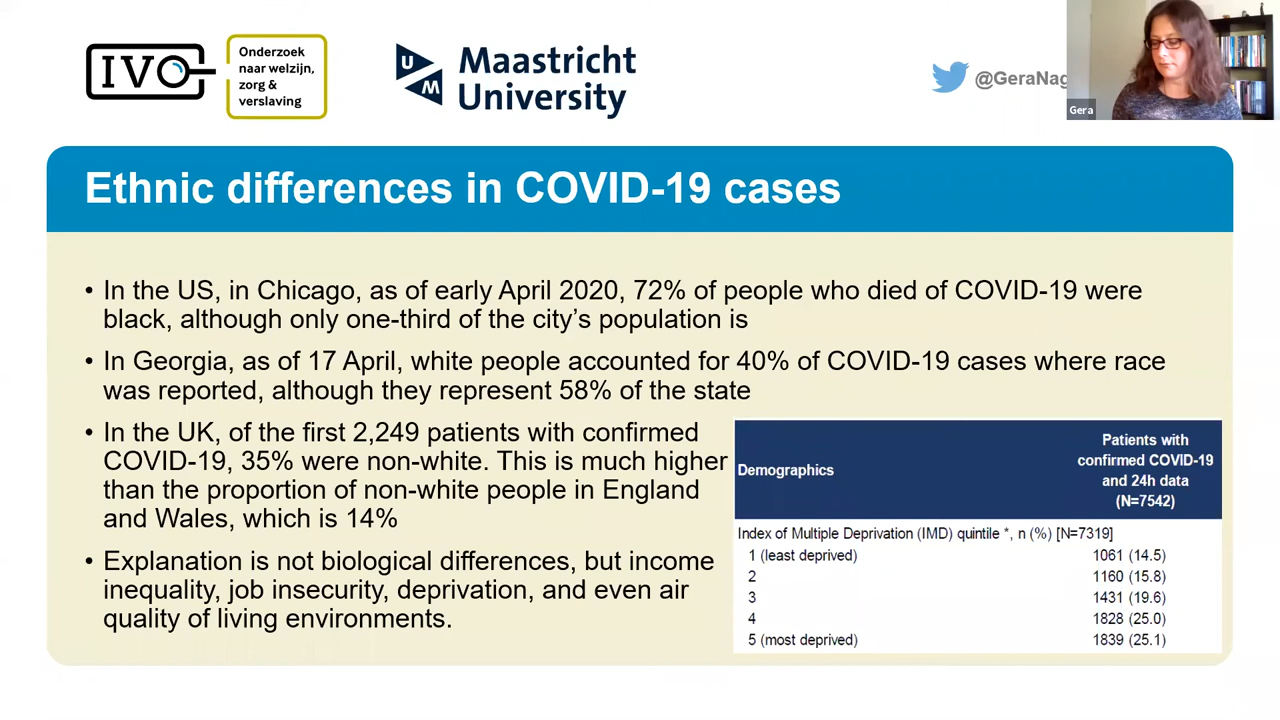 IVO
Onderzoek
naar welzijn,
zorg &
verslaving
UM
Maastricht
University
@GeraNag
Gera
Ethnic differences in COVID-19 cases
• In the US, in Chicago, as of early April 2020, 72% of people who died of COVID-19 were
black, although only one-third of the city’s population is
• In Georgia, as of 17 April, white people accounted for 40% of COVID-19 cases where race
was reported, although they represent 58% of the state
• In the UK, of the first 2,249 patients with confirmed
COVID-19, 35% were non-white. This is much higher
than the proportion of non-white people in England
and Wales, which is 14%
• Explanation is not biological differences, but income
inequality, job insecurity, deprivation, and even air
quality of living environments.
Demographics
Patients with
confirmed COVID-19
and 24h data
(N=7542)
Index of Multiple Deprivation (IMD) quintile *, n (%) [N=7319]
1 (least deprived) 1061 (14.5)
2 1160 (15.8)
3 1431 (19.6)
4 1828 (25.0)
5 (most deprived) 1839 (25.1)